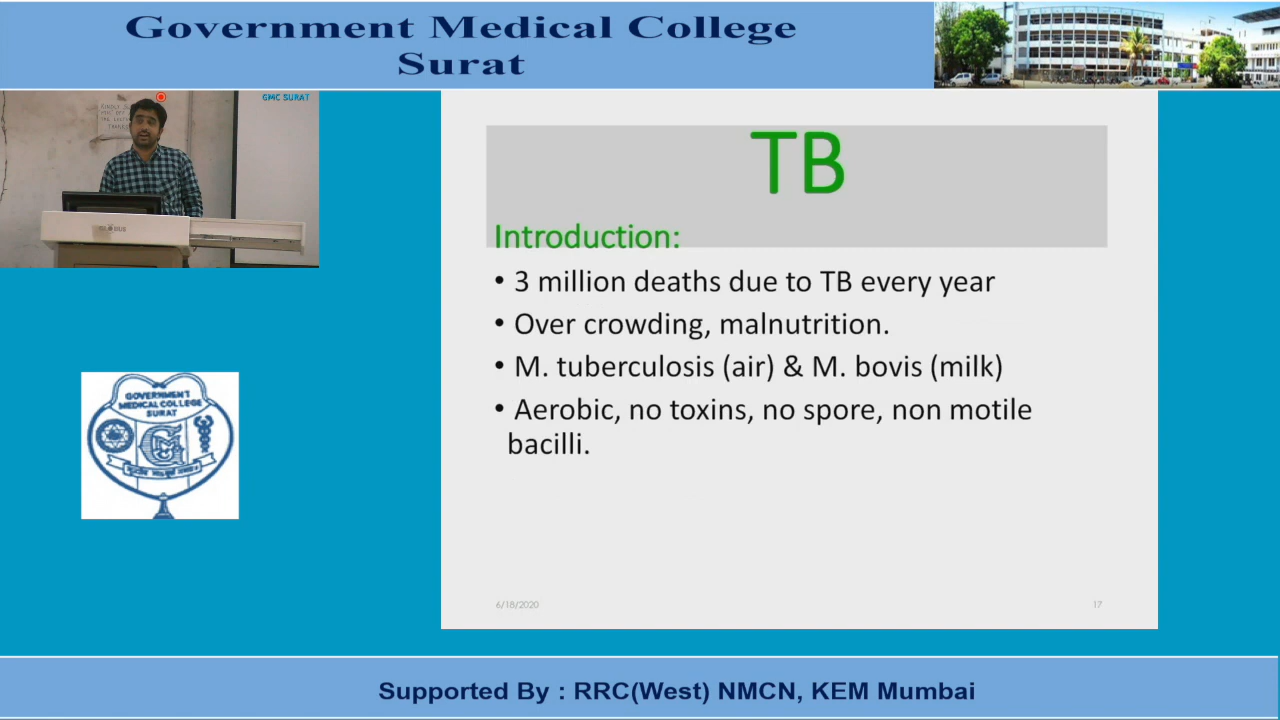 Government Medical College
Surat
GMC SURAT
TB
Introduction:
• 3 million deaths due to TB every year
• Over crowding, malnutrition.
• M. tuberculosis (air) & M. bovis (milk)
• Aerobic, no toxins, no spore, non motile
bacilli.
6/18/2020
17
GOVERNMENT
MEDICAL COLLEGE
SURAT
Supported By : RRC(West) NMCN, KEM Mumbai